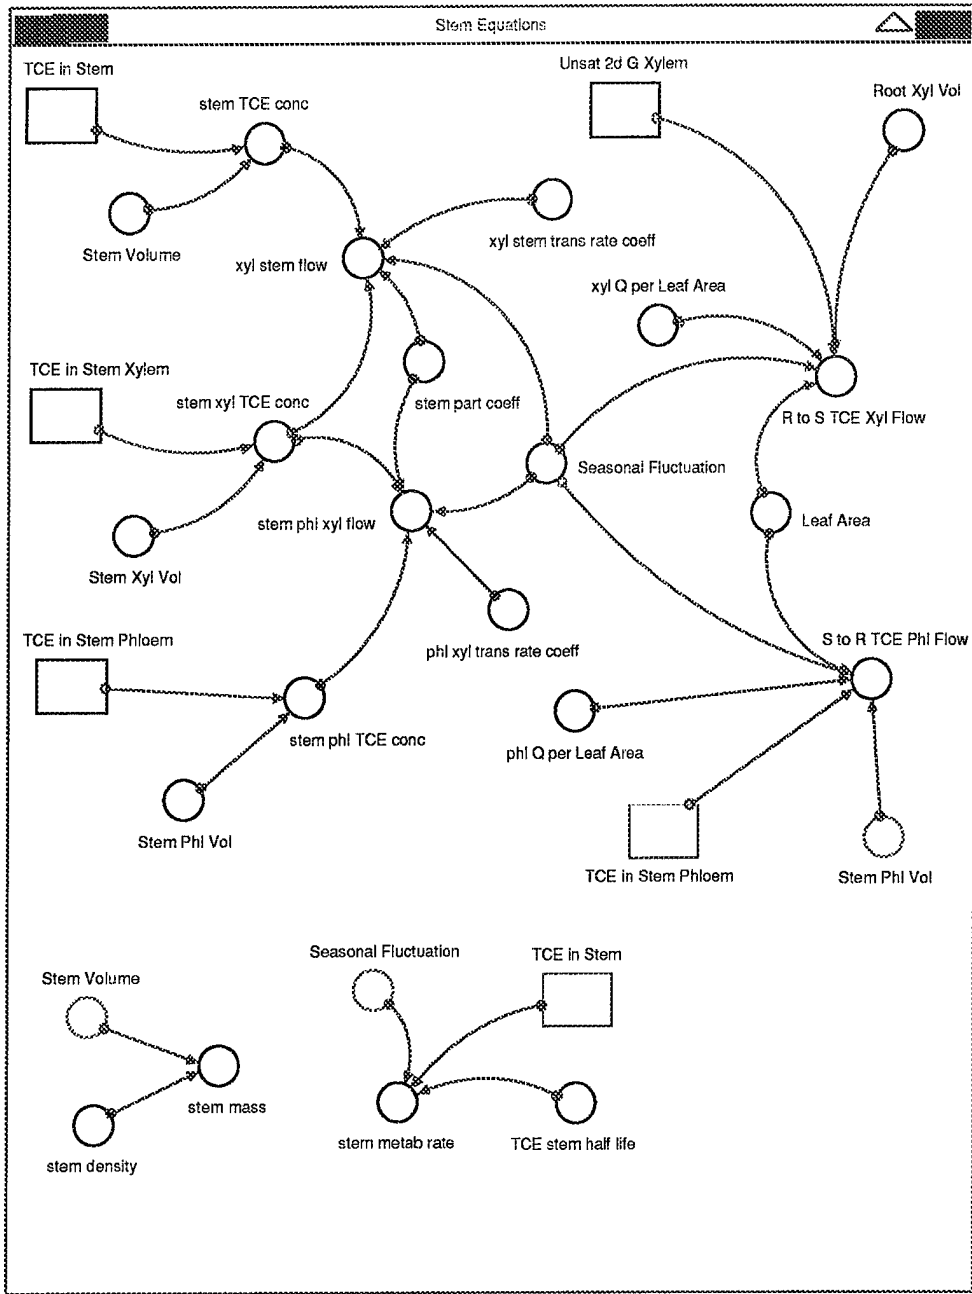 Stem Equations
TCE in Stem
stem TCE conc
Unsat 2d G Xylem
Root Xyl Vol
Stem Volume
xyl stem flow
xyl stem trans rate coeff
xyl Q per Leaf Area
TCE in Stem Xylem
stem xyl TCE conc
stem part coeff
R to S TCE Xyl Flow
Seasonal Fluctuation
stem phl xyl flow
Leaf Area
Stem Xyl Vol
TCE in Stem Phloem
phl xyl trans rate coeff
S to R TCE Phl Flow
stem phl TCE conc
phl Q per Leaf Area
Stem Phl Vol
TCE in Stem Phloem
Stem Phl Vol
Stem Volume
Seasonal Fluctuation
TCE in Stem
stem mass
stem density
stem metab rate
TCE stem half life